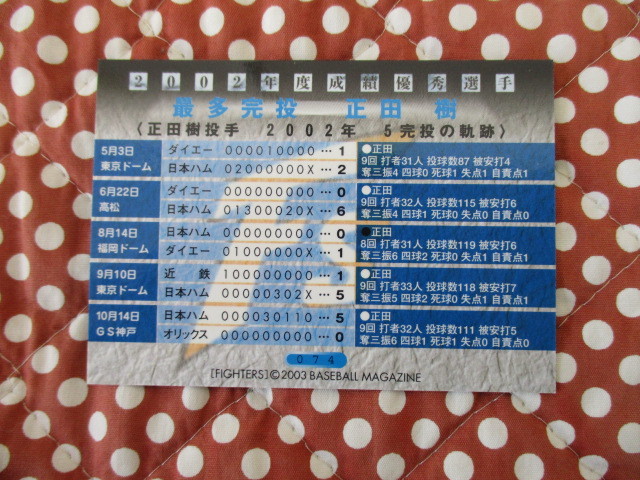 2002年度成績優秀選手
最多完投 正田 樹
〈正田樹投手 2002年 5完投の軌跡〉
5月3日
東京ドーム
ダイエー 000010000 … 1
日本ハム 02000000X … 2
●正田
9回 打者31人 投球数87 被安打4
奪三振4 四球0 死球1 失点1 自責点1
6月22日
高松
ダイエー 000000000 … 0
日本ハム 01300020X … 6
○正田
9回 打者32人 投球数115 被安打6
奪三振6 四球1 死球0 失点0 自責点0
8月14日
福岡ドーム
日本ハム 000000000 … 0
ダイエー 01000000X … 1
●正田
8回 打者31人 投球数119 被安打6
奪三振6 四球2 死球0 失点1 自責点1
9月10日
東京ドーム
近 鉄 100000000 … 1
日本ハム 00000302X … 5
○正田
9回 打者33人 投球数118 被安打7
奪三振5 四球2 死球0 失点1 自責点1
10月14日
GS神戸
日本ハム 000030110 … 5
オリックス 000000000 … 0
○正田
9回 打者32人 投球数111 被安打5
奪三振6 四球1 死球1 失点0 自責点0
074
[FIGHTERS]©2003 BASEBALL MAGAZINE